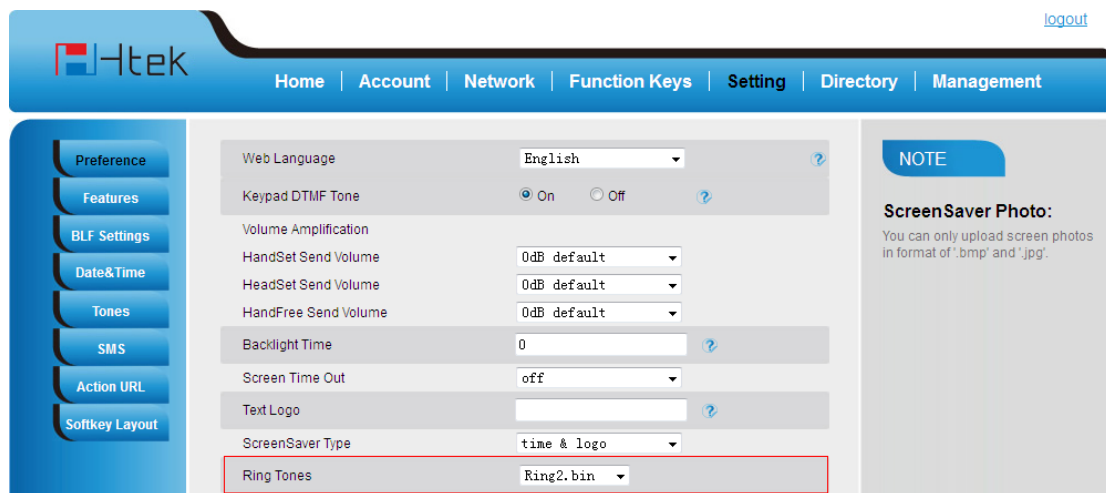 logout
Htek
Home Account Network Function Keys Setting Directory Management
Preference
Features
BLF Settings
Date&Time
Tones
SMS
Action URL
Softkey Layout
Web Language English
Keypad DTMF Tone On Off
Volume Amplification
HandSet Send Volume 0dB default
HeadSet Send Volume 0dB default
HandFree Send Volume 0dB default
Backlight Time 0
Screen Time Out off
Text Logo
ScreenSaver Type time & logo
Ring Tones Ring2.bin
NOTE
ScreenSaver Photo:
You can only upload screen photos
in format of '.bmp' and '.jpg'.